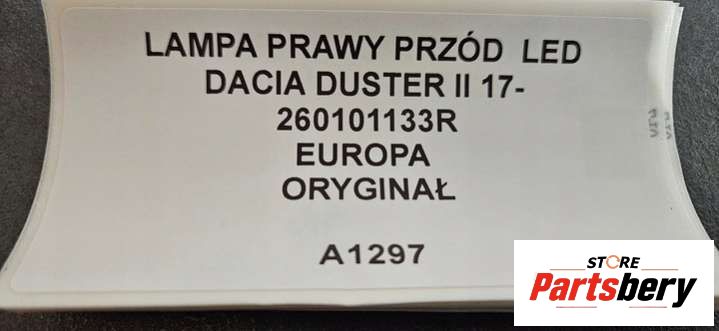 LAMPA PRAWY PRZÓD LED
DACIA DUSTER II 17-
260101133R
EUROPA
ORYGINAŁ
A1297
STORE
Partsbery